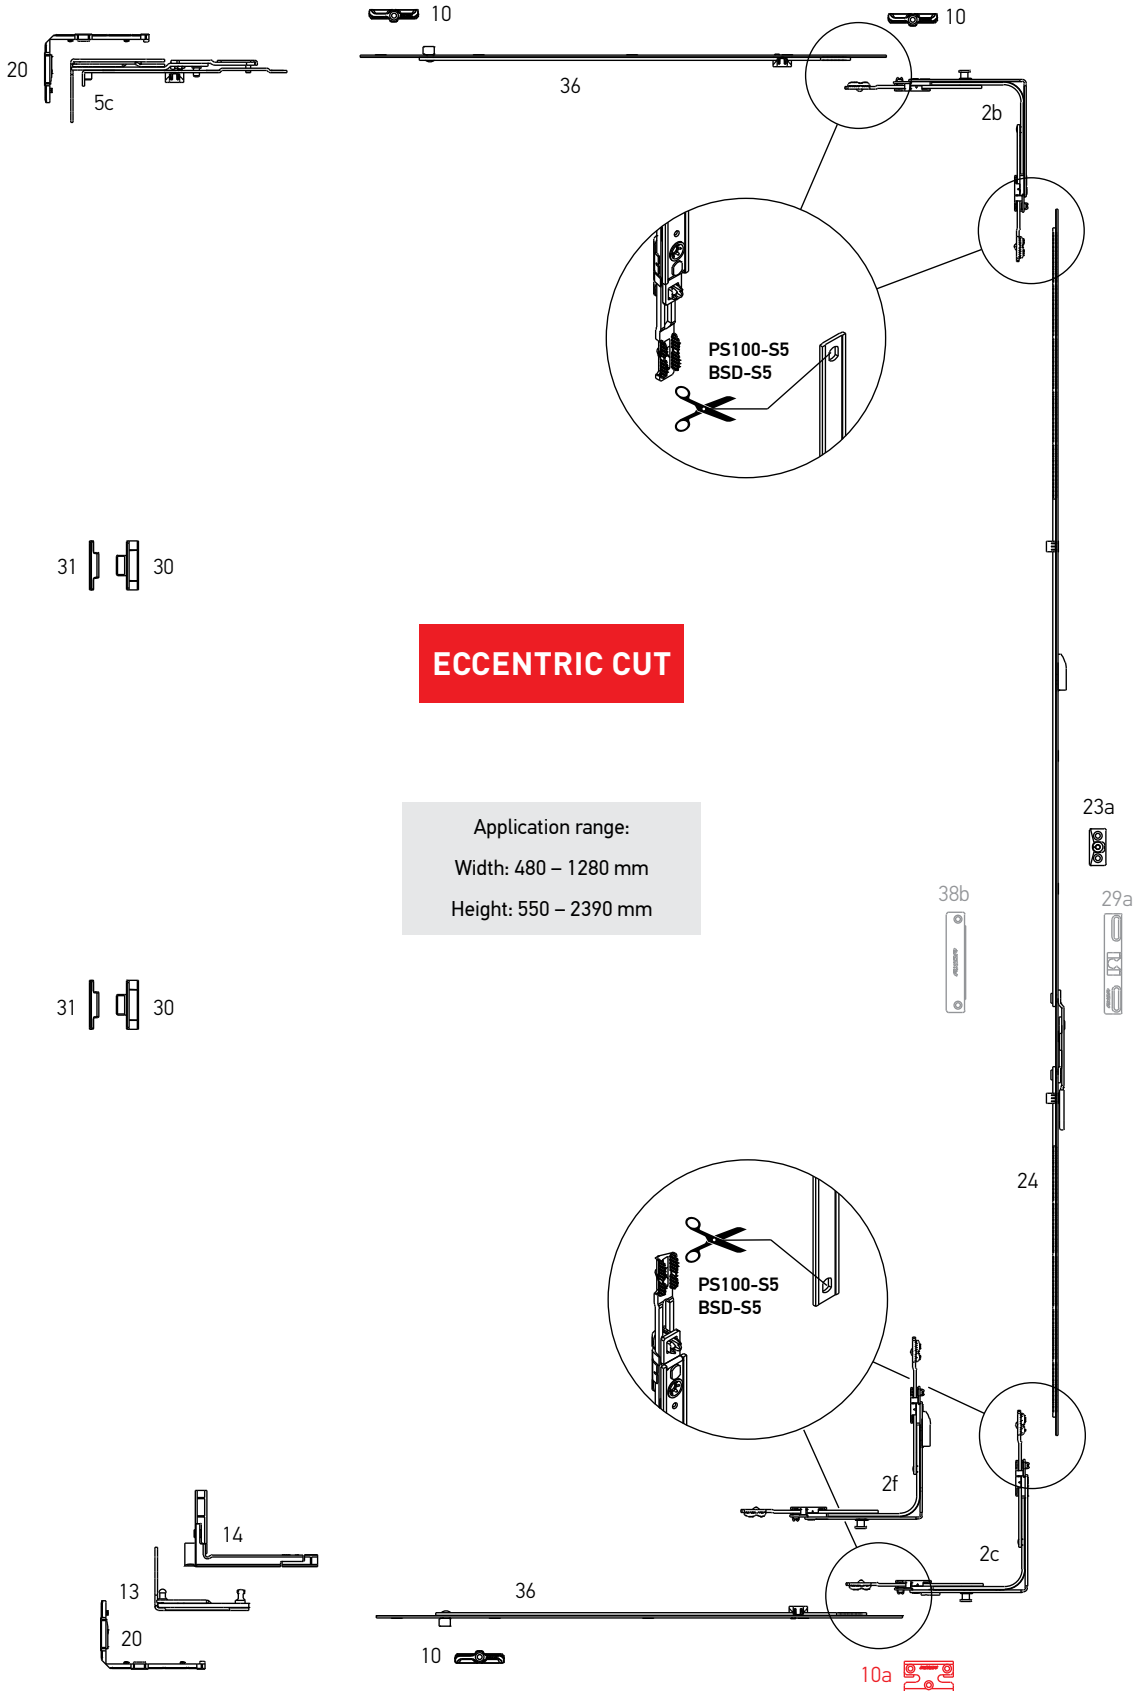 10
10
20
5c
36
2b
PS100-S5
BSD-S5
31
30
ECCENTRIC CUT
Application range:
Width: 480 – 1280 mm
Height: 550 – 2390 mm
23a
38b
29a
31
30
24
PS100-S5
BSD-S5
2f
14
2c
13
36
20
10
10a